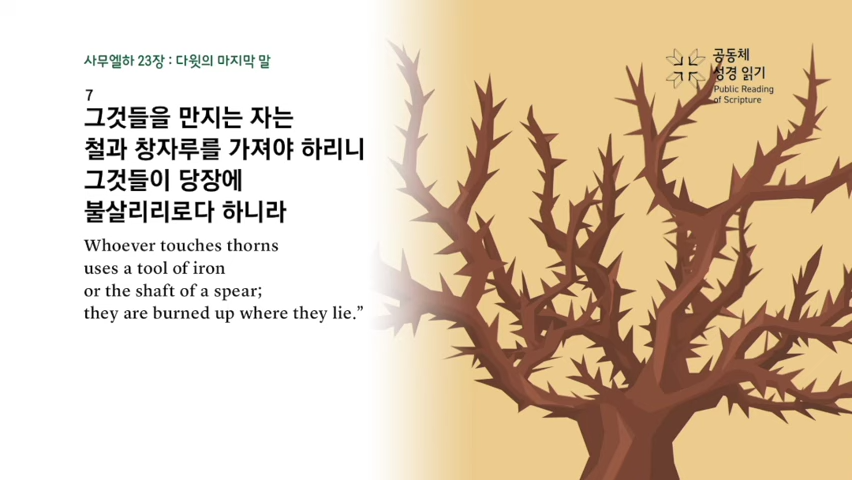 사무엘하 23장 : 다윗의 마지막 말
7
그것들을 만지는 자는
철과 창자루를 가져야 하리니
그것들이 당장에
불살리리로다 하니라
Whoever touches thorns
uses a tool of iron
or the shaft of a spear;
they are burned up where they lie.”
공동체
성경 읽기
Public Reading
of Scripture